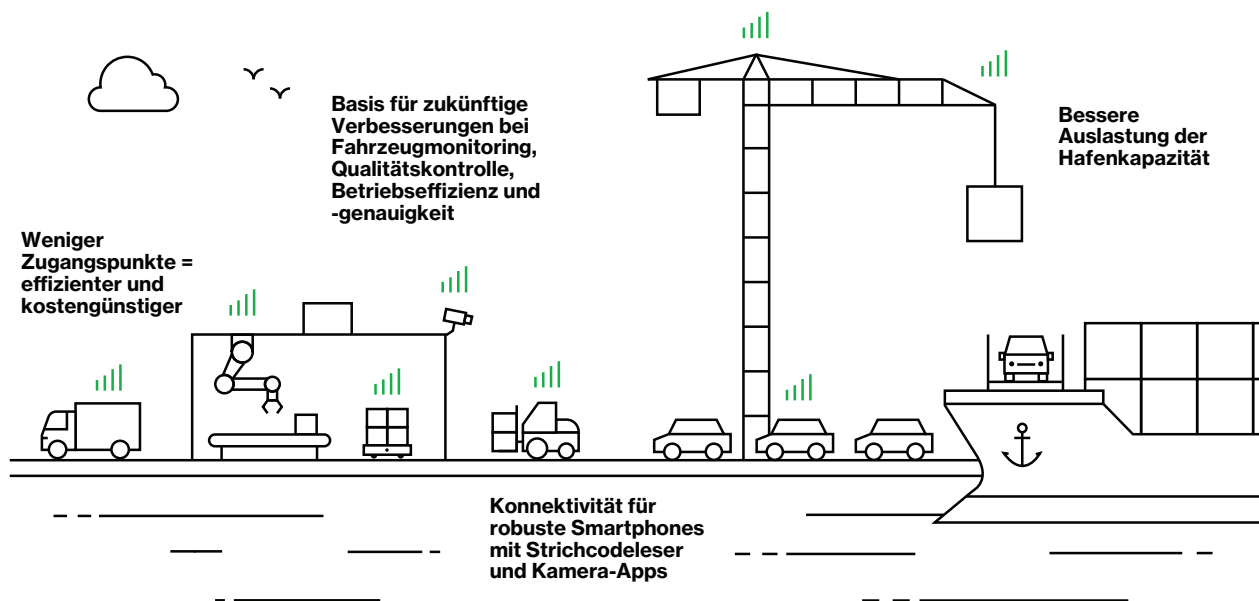 Basis für zukünftige
Verbesserungen bei
Fahrzeugmonitoring,
Qualitätskontrolle,
Betriebseffizienz und
-genauigkeit
Bessere
Auslastung der
Hafenkapazität
Weniger
Zugangspunkte =
effizienter und
kostengünstiger
Konnektivität für
robuste Smartphones
mit Strichcodeleser
und Kamera-Apps